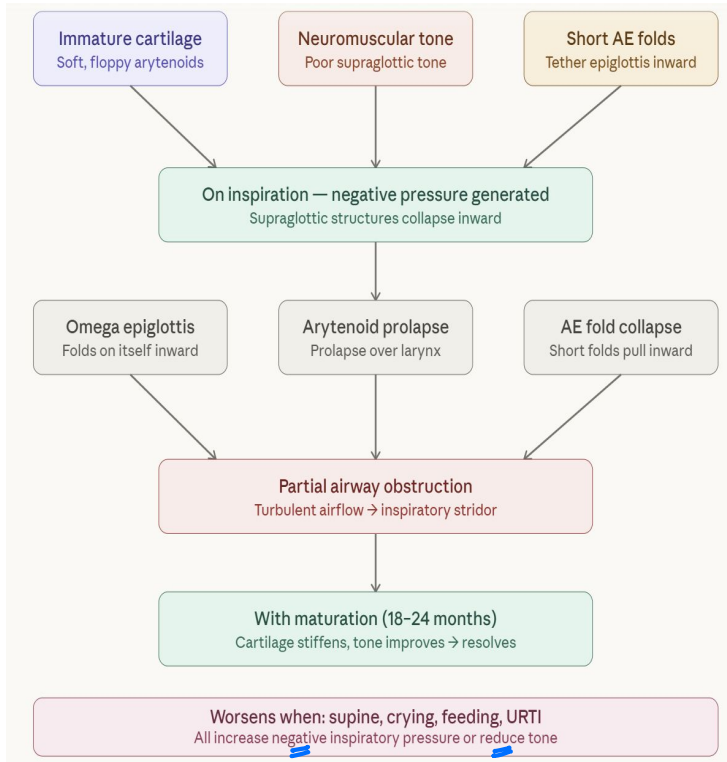 Immature cartilage
Soft, floppy arytenoids
Neuromuscular tone
Poor supraglottic tone
Short AE folds
Tether epiglottis inward
On inspiration — negative pressure generated
Supraglottic structures collapse inward
Omega epiglottis
Folds on itself inward
Arytenoid prolapse
Prolapse over larynx
AE fold collapse
Short folds pull inward
Partial airway obstruction
Turbulent airflow → inspiratory stridor
With maturation (18–24 months)
Cartilage stiffens, tone improves → resolves
Worsens when: supine, crying, feeding, URTI
All increase negative inspiratory pressure or reduce tone